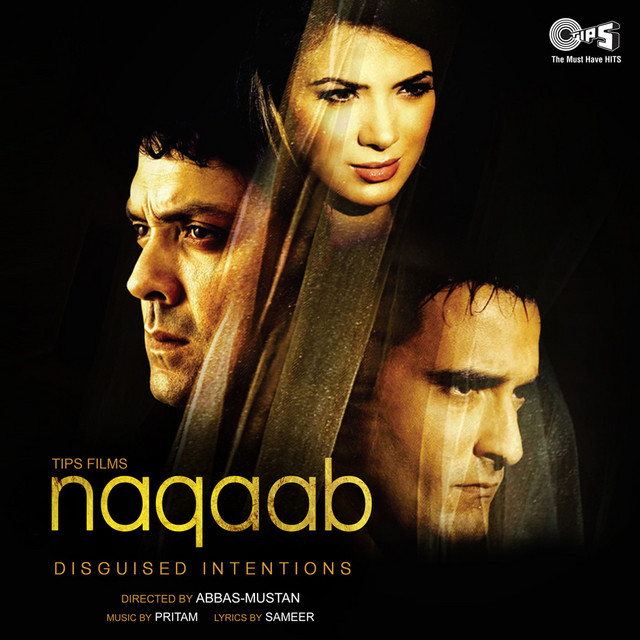 TIPS
The Must Have HITS
TIPS FILMS
naqaab
DISGUISED INTENTIONS
DIRECTED BY ABBAS-MUSTAN
MUSIC BY PRITAM LYRICS BY SAMEER